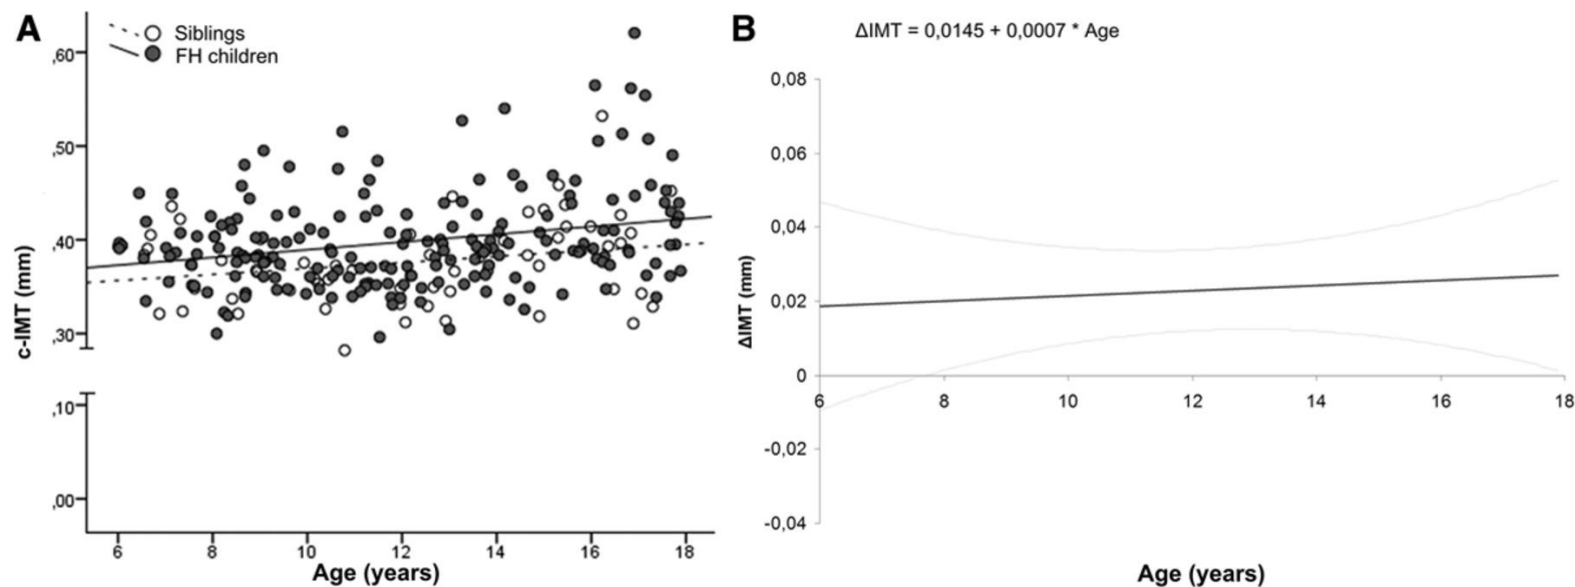 A
Siblings
FH children
,60
,50
,40
,30
,10
,00
c-IMT (mm)
6 8 10 12 14 16 18
Age (years)
B
ΔIMT = 0,0145 + 0,0007 * Age
0,08
0,06
0,04
0,02
0
-0,02
-0,04
ΔIMT (mm)
6 8 10 12 14 16 18
Age (years)